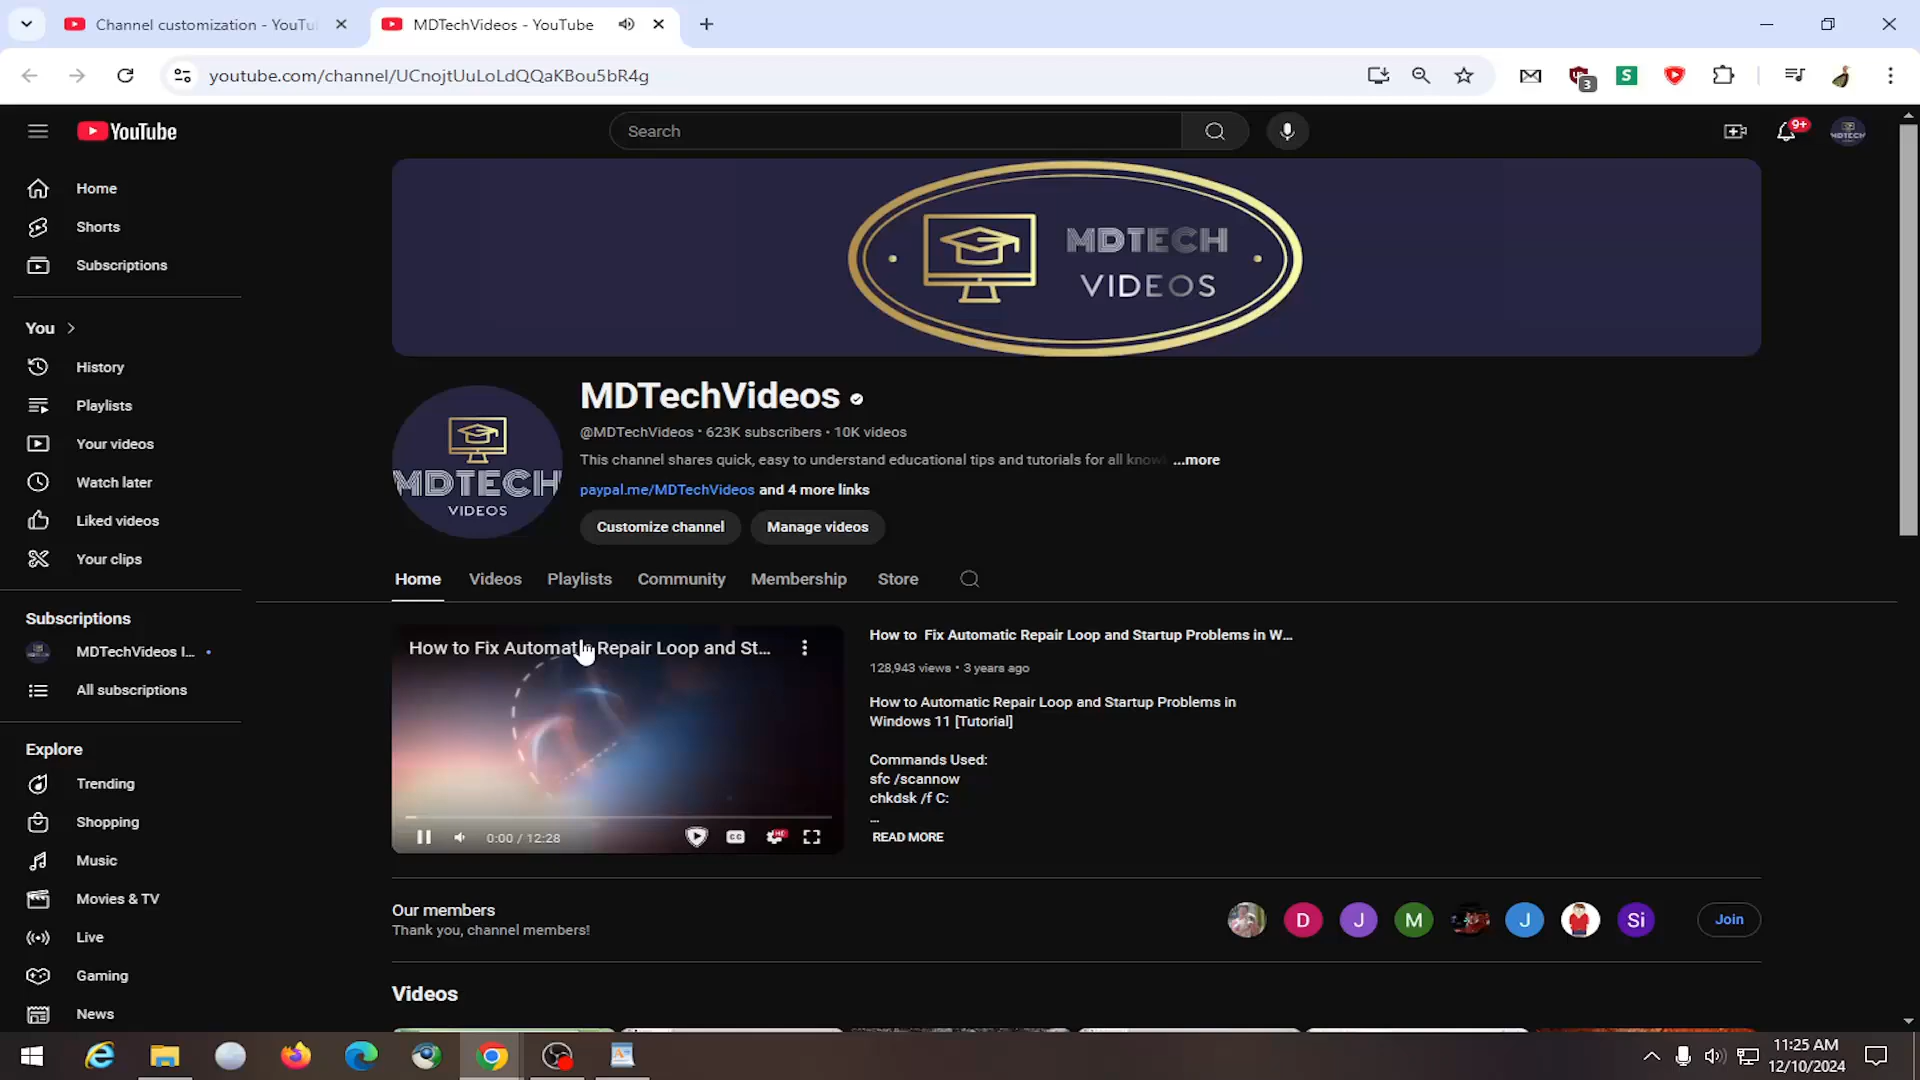 Channel customization - YouTu
MDTechVideos - YouTube
youtube.com/channel/UCnojtUuLoLdQQaKBou5bR4g
3
S
YouTube
Search
9+
MDTECH
Home
Shorts
Subscriptions
You
History
Playlists
Your videos
Watch later
Liked videos
Your clips
Subscriptions
MDTechVideos I...
All subscriptions
Explore
Trending
Shopping
Music
Movies & TV
Live
Gaming
News
MDTECH
VIDEOS
MDTECH
VIDEOS
MDTechVideos
@MDTechVideos • 623K subscribers • 10K videos
This channel shares quick, easy to understand educational tips and tutorials for all know ...more
paypal.me/MDTechVideos and 4 more links
Customize channel
Manage videos
Home
Videos
Playlists
Community
Membership
Store
How to Fix Automatic Repair Loop and St...
0:00 / 12:28
CC
HD
How to Fix Automatic Repair Loop and Startup Problems in W...
128,943 views • 3 years ago
How to Automatic Repair Loop and Startup Problems in
Windows 11 [Tutorial]
Commands Used:
sfc /scannow
chkdsk /f C:
...
READ MORE
Our members
Thank you, channel members!
D
J
M
J
Si
Join
Videos
11:25 AM
12/10/2024